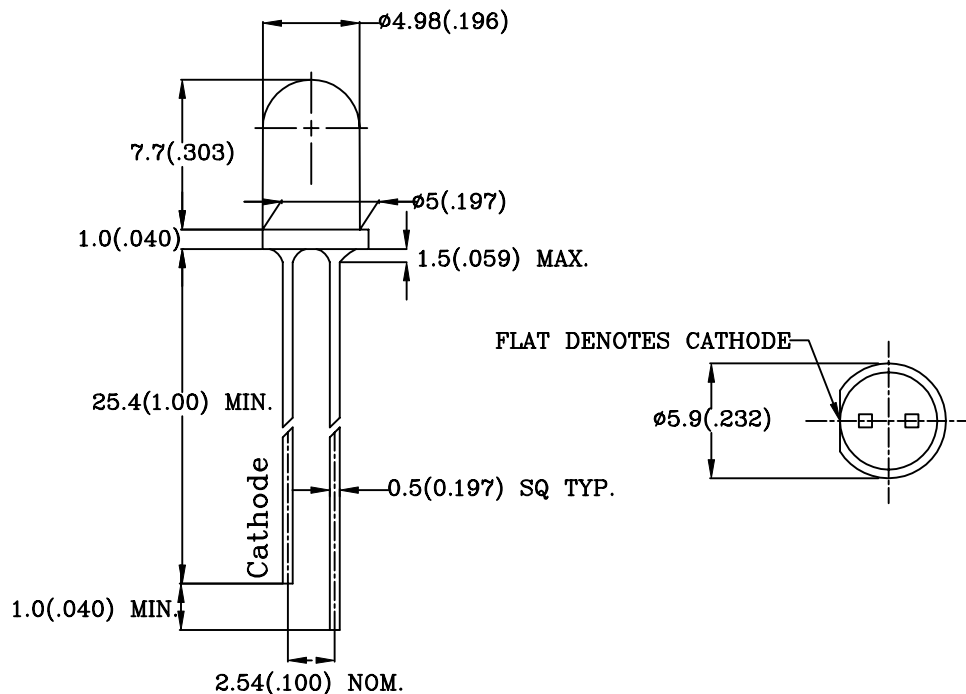 ø4.98(.196)
7.7(.303)
ø5(.197)
1.0(.040)
1.5(.059) MAX.
FLAT DENOTES CATHODE
25.4(1.00) MIN.
ø5.9(.232)
Cathode
0.5(0.197) SQ TYP.
1.0(.040) MIN.
2.54(.100) NOM.